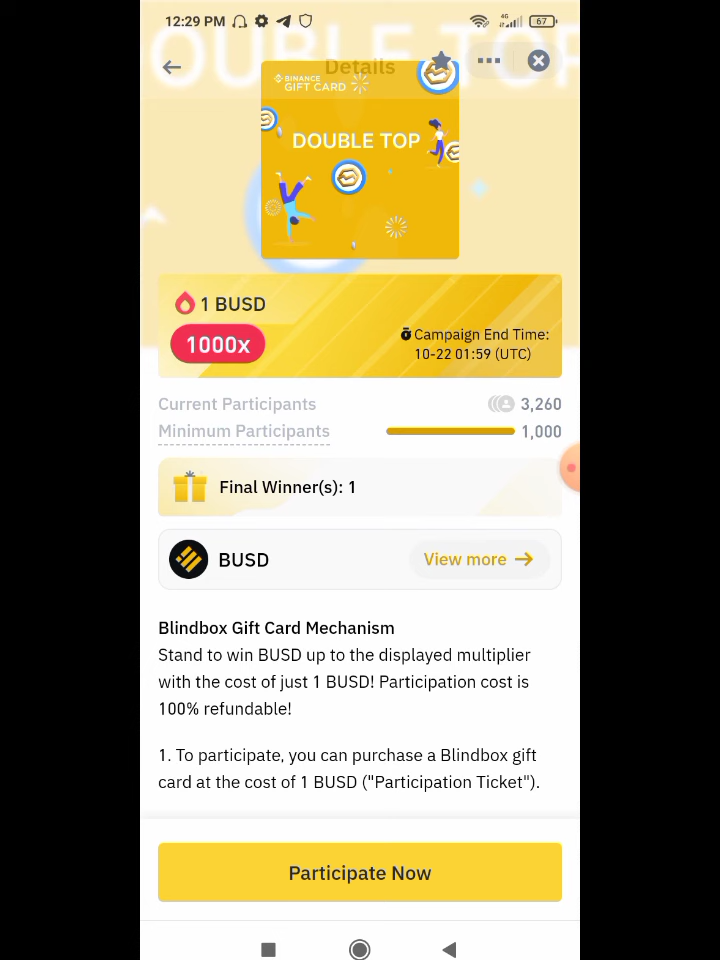 12:29 PM
4G
67
OUBLE TOP
Details
BINANCE
GIFT CARD
DOUBLE TOP
1 BUSD
1000x
Campaign End Time:
10-22 01:59 (UTC)
Current Participants 3,260
Minimum Participants 1,000
Final Winner(s): 1
BUSD View more
Blindbox Gift Card Mechanism
Stand to win BUSD up to the displayed multiplier
with the cost of just 1 BUSD! Participation cost is
100% refundable!
1. To participate, you can purchase a Blindbox gift
card at the cost of 1 BUSD ("Participation Ticket").
Participate Now